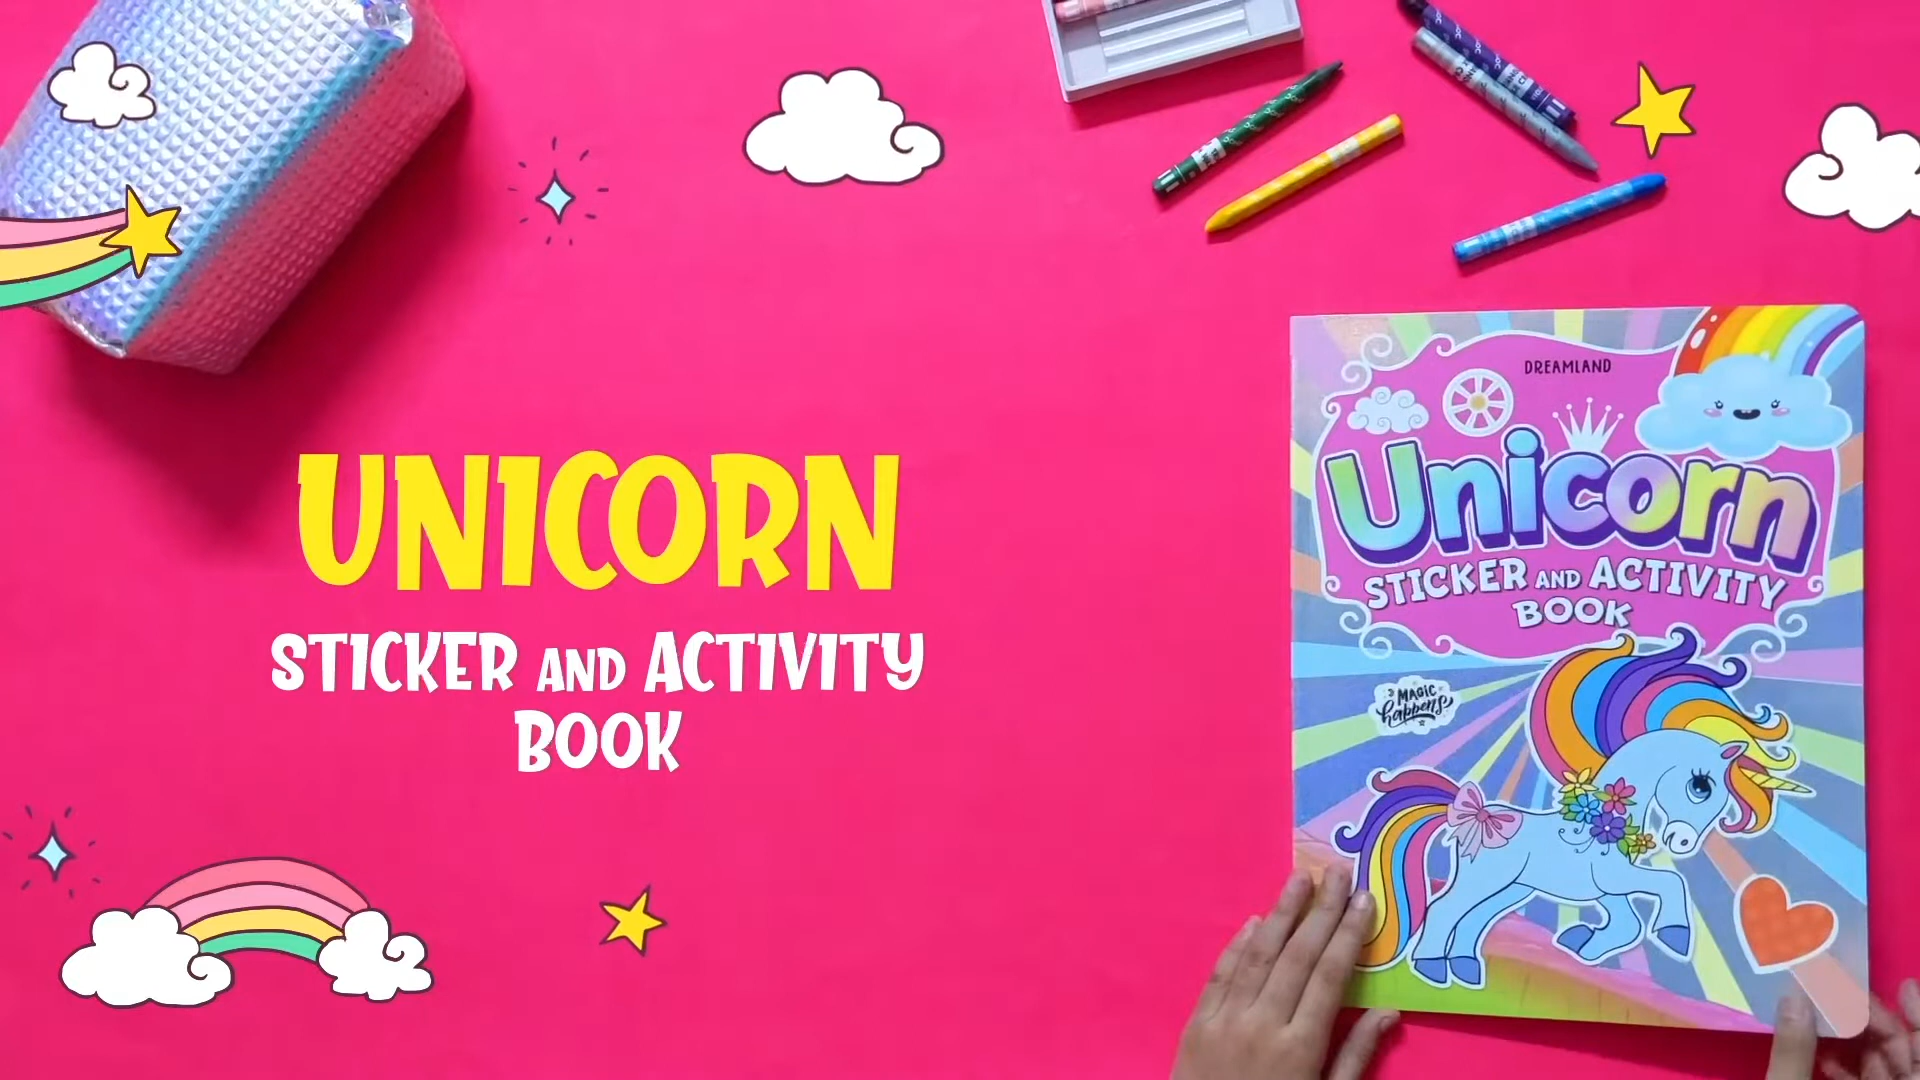 UNICORN
STICKER AND ACTIVITY
BOOK
DREAMLAND
Unicorn
STICKER AND ACTIVITY
BOOK
MAGIC
happens